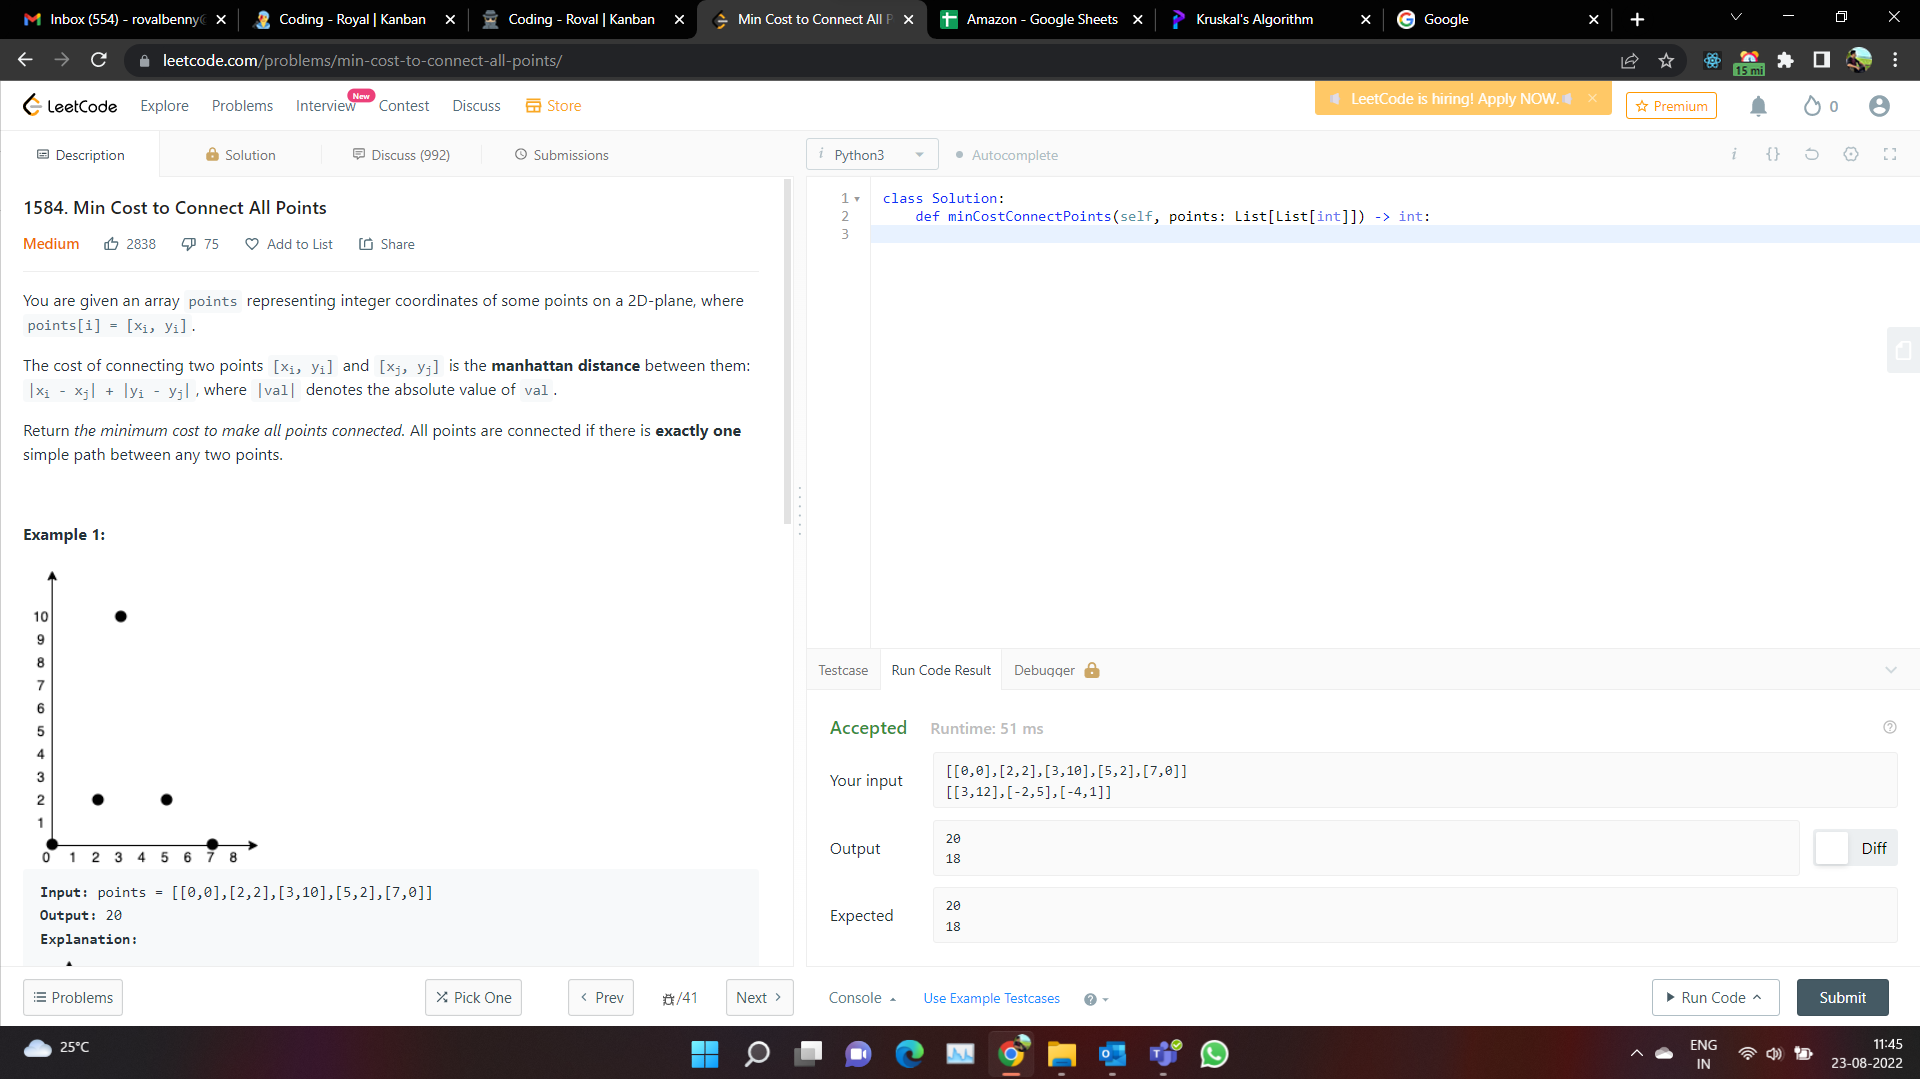 Inbox (554) - rovalbenny
Coding - Royal | Kanban
Coding - Roval | Kanban
Min Cost to Connect All P
Amazon - Google Sheets
Kruskal's Algorithm
Google
leetcode.com/problems/min-cost-to-connect-all-points/
15 mi
LeetCode
Explore
Problems
Interview
New
Contest
Discuss
Store
LeetCode is hiring! Apply NOW.
Premium
0
Description
Solution
Discuss (992)
Submissions
Python3
Autocomplete
1584. Min Cost to Connect All Points
Medium
2838
75
Add to List
Share
You are given an array points representing integer coordinates of some points on a 2D-plane, where
points[i] = [xi, yi].
The cost of connecting two points [xi, yi] and [xj, yj] is the manhattan distance between them:
|xi - xj| + |yi - yj|, where |val| denotes the absolute value of val.
Return the minimum cost to make all points connected. All points are connected if there is exactly one
simple path between any two points.
Example 1:
10
9
8
7
6
5
4
3
2
1
0 1 2 3 4 5 6 7 8
Input: points = [[0,0],[2,2],[3,10],[5,2],[7,0]]
Output: 20
Explanation:
Problems
Pick One
Prev
/41
Next
1 class Solution:
2 def minCostConnectPoints(self, points: List[List[int]]) -> int:
3
Testcase
Run Code Result
Debugger
Accepted
Runtime: 51 ms
Your input
[[0,0],[2,2],[3,10],[5,2],[7,0]]
[[3,12],[-2,5],[-4,1]]
Output
20
18
Diff
Expected
20
18
Console
Use Example Testcases
Run Code
Submit
25°C
ENG
IN
11:45
23-08-2022